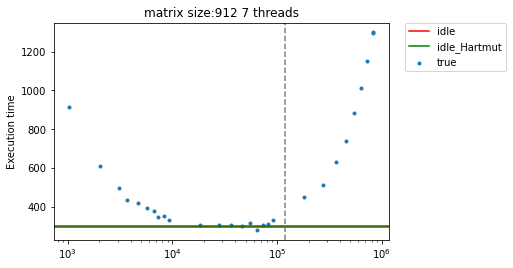 matrix size:912 7 threads
Execution time
1200
1000
800
600
400
10³
10⁴
10⁵
10⁶
idle
idle_Hartmut
true